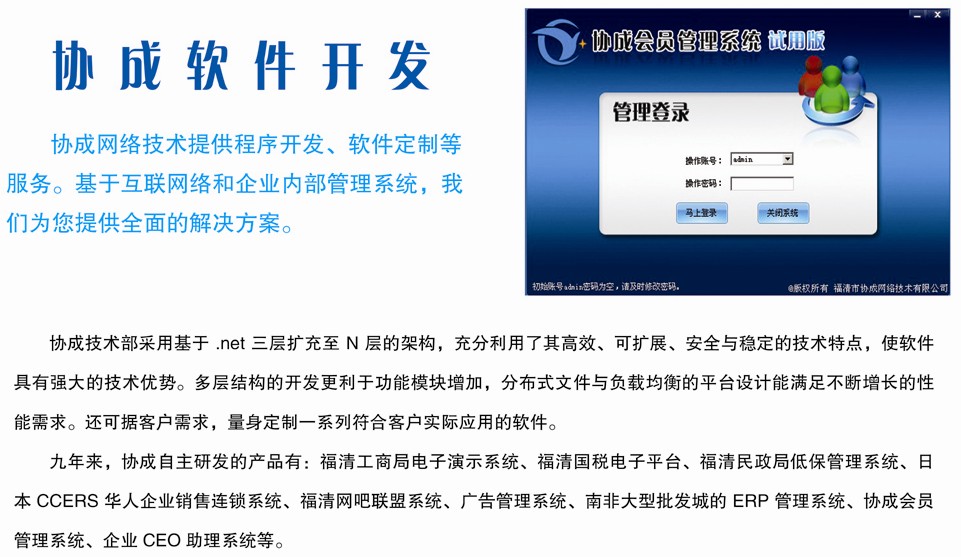 协成软件开发
协成网络技术提供程序开发、软件定制等
服务。基于互联网络和企业内部管理系统，我
们为您提供全面的解决方案。
协成会员管理系统 试用版
管理登录
操作账号： admin
操作密码：
马上登录 关闭系统
初始账号admin密码为空，请及时修改密码。 @版权所有 福清市协成网络技术有限公司
协成技术部采用基于 .net 三层扩充至 N 层的架构，充分利用了其高效、可扩展、安全与稳定的技术特点，使软件
具有强大的技术优势。多层结构的开发更利于功能模块增加，分布式文件与负载均衡的平台设计能满足不断增长的性
能需求。还可据客户需求，量身定制一系列符合客户实际应用的软件。
九年来，协成自主研发的产品有：福清工商局电子演示系统、福清国税电子平台、福清民政局低保管理系统、日
本 CCERS 华人企业销售连锁系统、福清网吧联盟系统、广告管理系统、南非大型批发城的 ERP 管理系统、协成会员
管理系统、企业 CEO 助理系统等。